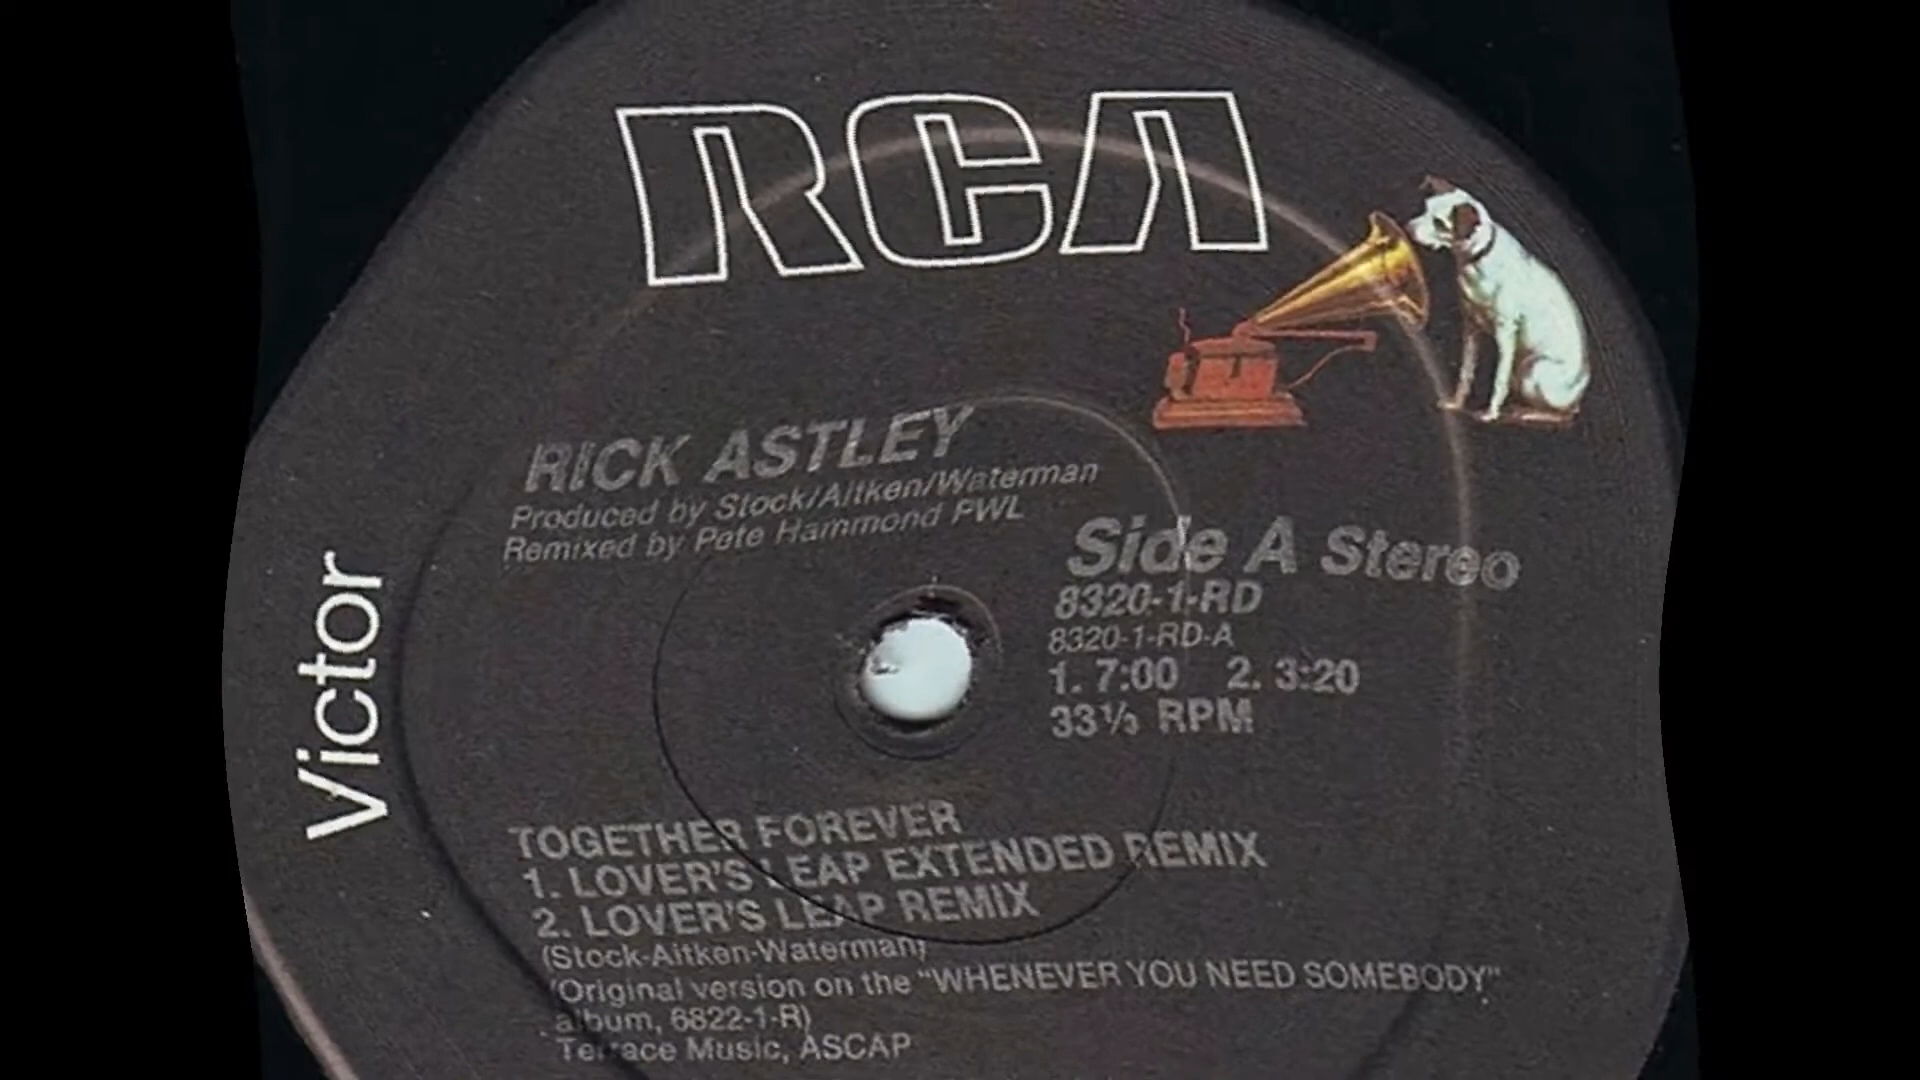 RCA
RICK ASTLEY
Produced by Stock/Aitken/Waterman
Remixed by Pete Hammond PWL
Side A Stereo
8320-1-RD
8320-1-RD-A
1. 7:00 2. 3:20
33⅓ RPM
Victor
TOGETHER FOREVER
1. LOVER'S LEAP EXTENDED REMIX
2. LOVER'S LEAP REMIX
(Stock-Aitken-Waterman)
(Original version on the "WHENEVER YOU NEED SOMEBODY"
album, 6822-1-R)
Terrace Music, ASCAP